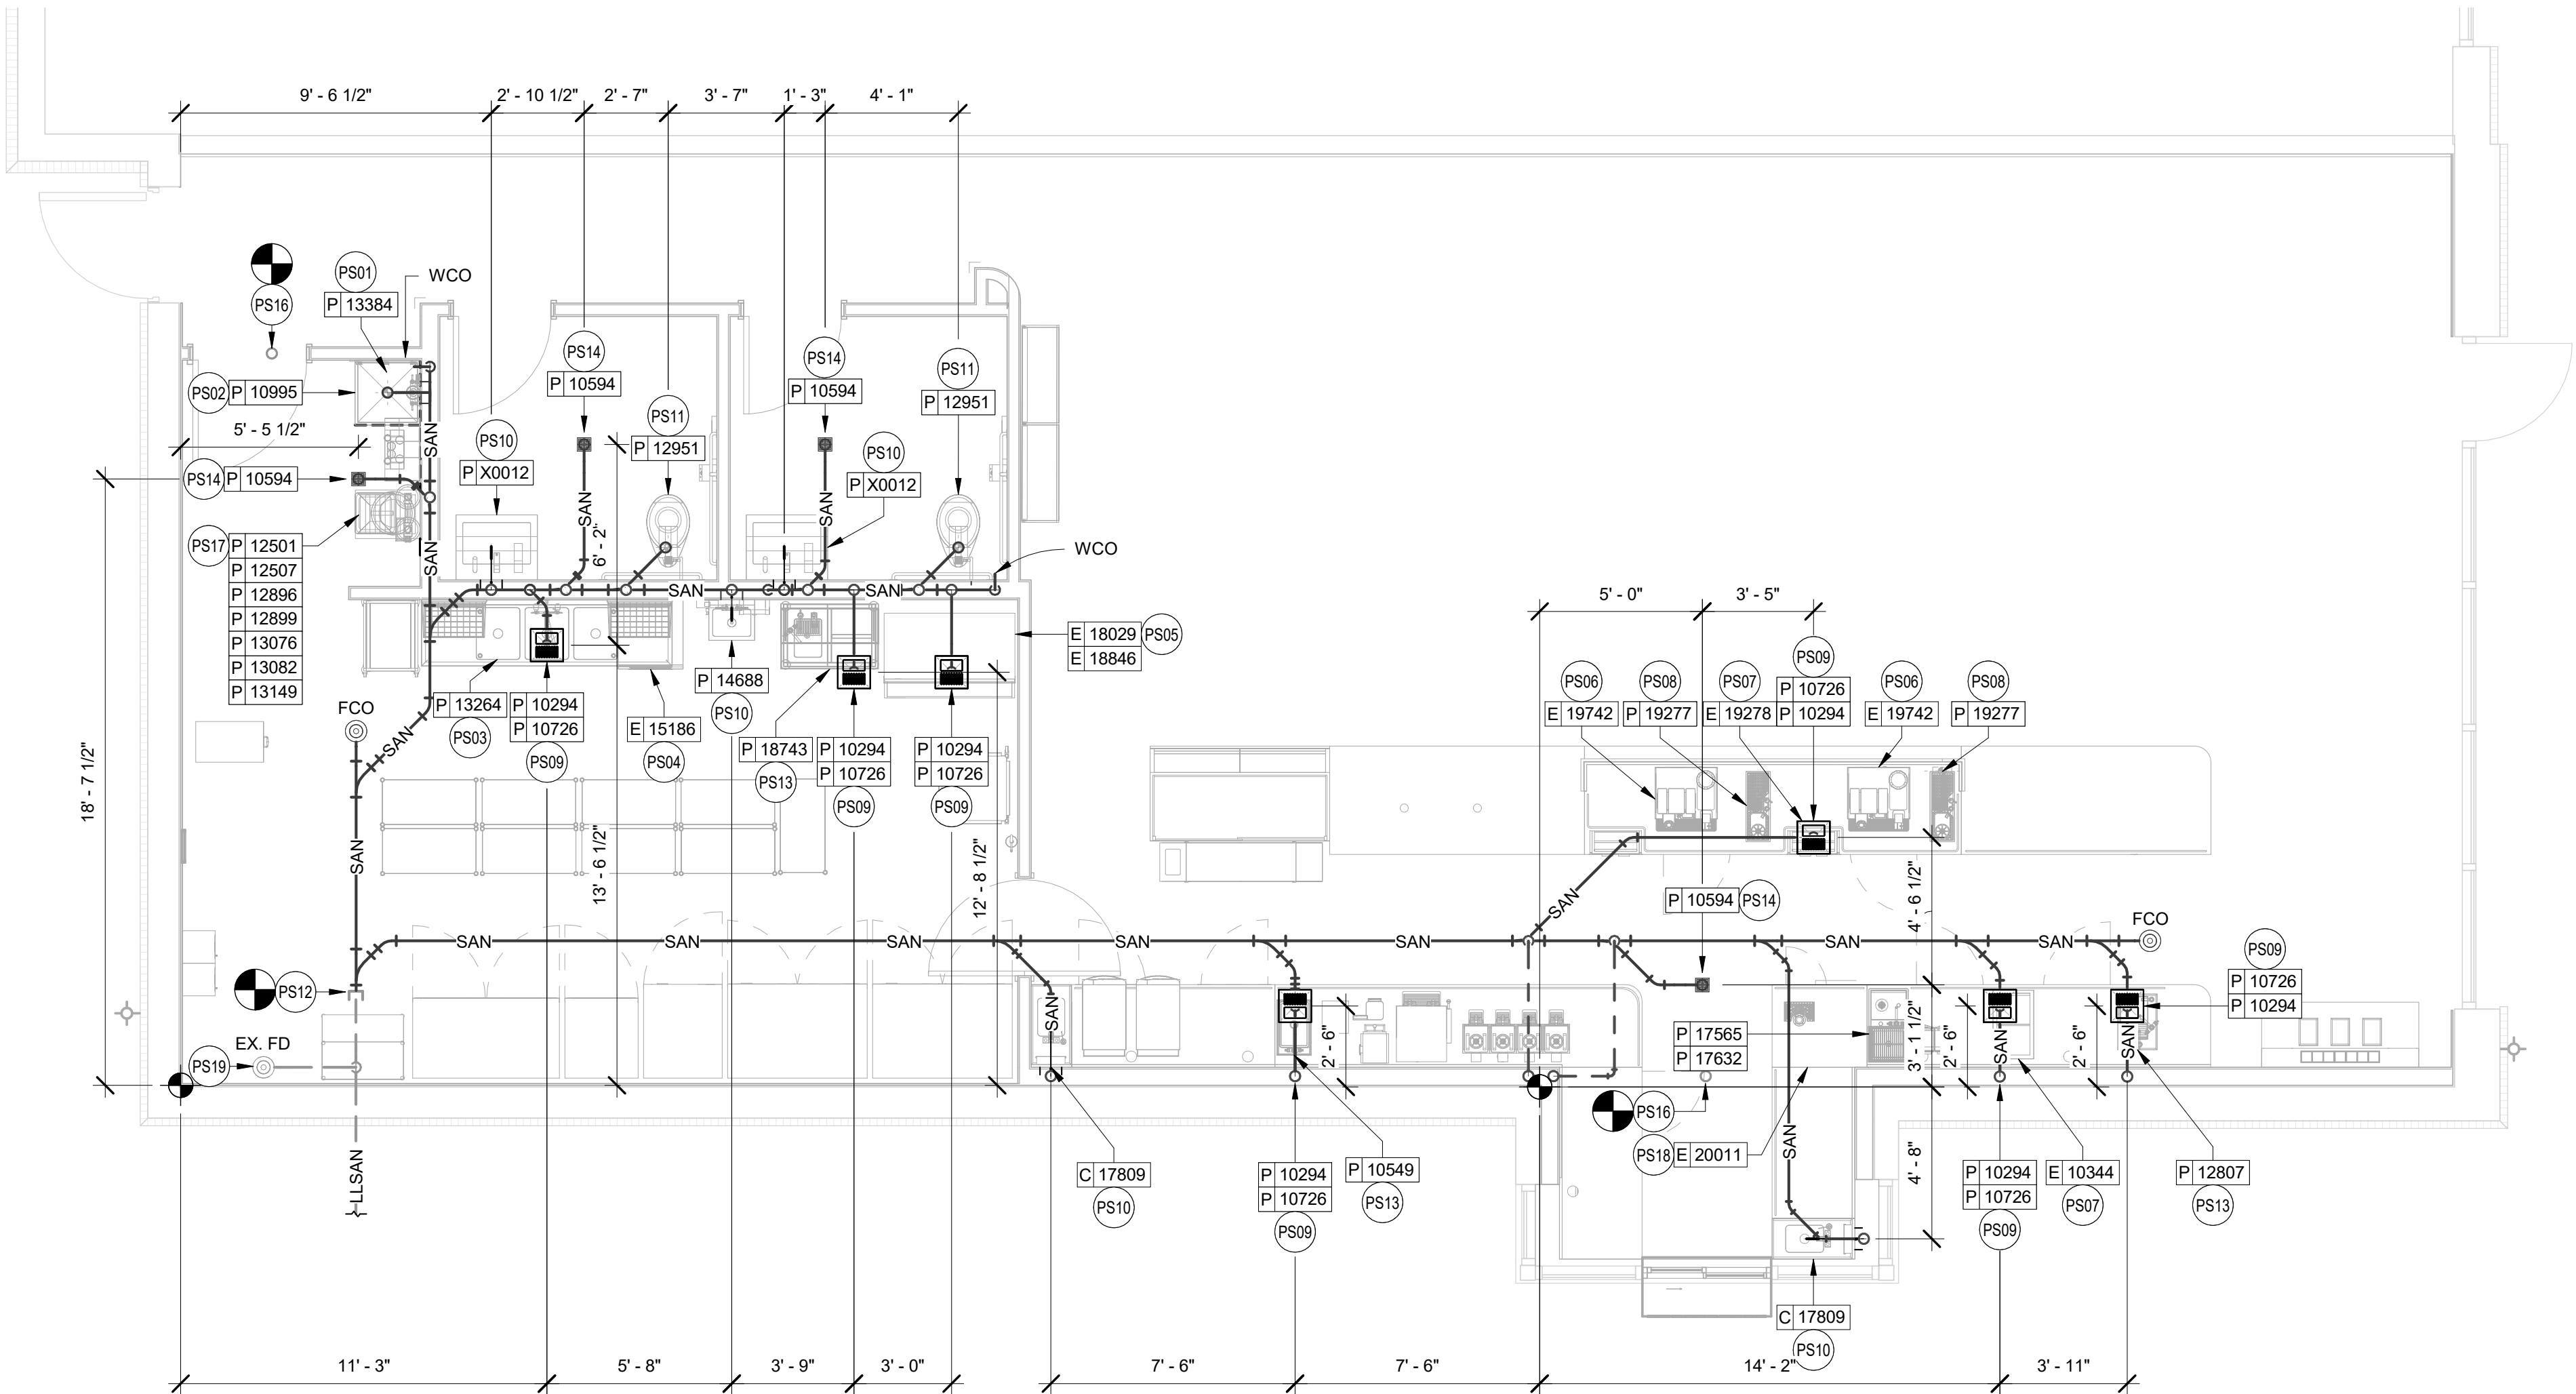 9' - 6 1/2"
2' - 10 1/2"
2' - 7"
3' - 7"
1' - 3"
4' - 1"
PS16
PS01
P 13384
WCO
PS02 P 10995
5' - 5 1/2"
PS14 P 10594
PS17 P 12501
P 12507
P 12896
P 12899
P 13076
P 13082
P 13149
18' - 7 1/2"
SAN
SAN
SAN
SAN
FCO
PS10
P X0012
PS14
P 10594
SAN
6' - 2"
PS11
P 12951
PS14
P 10594
SAN
PS10
P X0012
PS11
P 12951
WCO
SAN
SAN
P 13264
PS03
P 10294
P 10726
PS09
E 15186
PS04
P 14688
PS10
P 18743
PS13
P 10294
P 10726
PS09
P 10294
P 10726
PS09
E 18029 PS05
E 18846
13' - 6 1/2"
12' - 8 1/2"
5' - 0"
3' - 5"
PS06
E 19742
PS08
P 19277
PS07
E 19278
PS09
P 10726
P 10294
PS06
E 19742
PS08
P 19277
SAN
P 10594 PS14
4' - 6 1/2"
FCO
SAN
SAN
SAN
SAN
SAN
SAN
SAN
PS09
P 10726
P 10294
PS12
EX. FD
PS19
LLSAN
SAN
2' - 6"
P 17565
P 17632
3' - 1 1/2"
2' - 6"
SAN
2' - 6"
SAN
PS16
PS18 E 20011
SAN
4' - 8"
C 17809
PS10
P 10294
P 10726
PS09
P 10549
PS13
P 10294
P 10726
PS09
E 10344
PS07
P 12807
PS13
C 17809
PS10
11' - 3"
5' - 8"
3' - 9"
3' - 0"
7' - 6"
7' - 6"
14' - 2"
3' - 11"